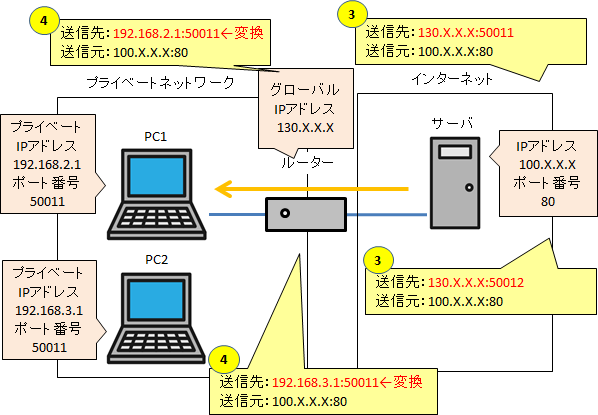 4
送信先：192.168.2.1:50011←変換
送信元：100.X.X.X:80
3
送信先：130.X.X.X:50011
送信元：100.X.X.X:80
プライベートネットワーク
インターネット
グローバル
IPアドレス
130.X.X.X
プライベート
IPアドレス
192.168.2.1
ポート番号
50011
PC1
ルーター
サーバ
IPアドレス
100.X.X.X
ポート番号
80
プライベート
IPアドレス
192.168.3.1
ポート番号
50011
PC2
3
送信先：130.X.X.X:50012
送信元：100.X.X.X:80
4
送信先：192.168.3.1:50011←変換
送信元：100.X.X.X:80